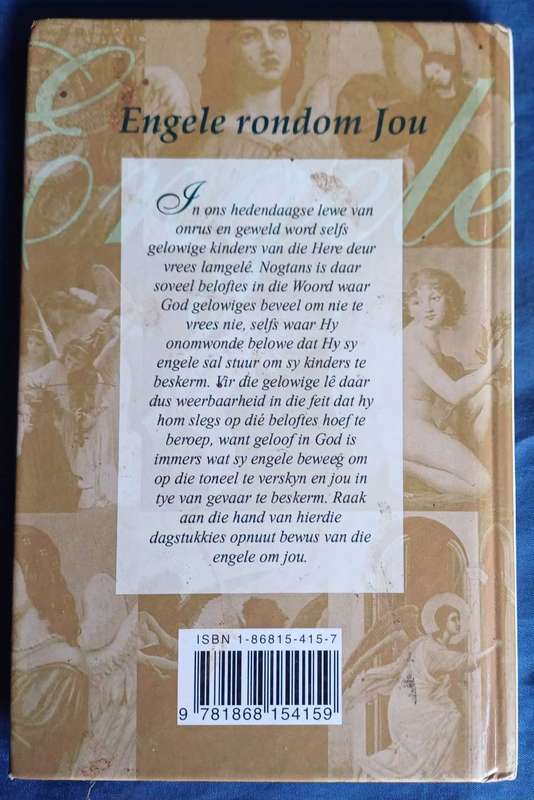 Engele
Engele rondom Jou
In ons hedendaagse lewe van
onrus en geweld word selfs
gelowige kinders van die Here deur
vrees lamgelê. Nogtans is daar
soveel beloftes in die Woord waar
God gelowiges beveel om nie te
vrees nie, selfs waar Hy
onomwonde belowe dat Hy sy
engele sal stuur om sy kinders te
beskerm. Vir die gelowige lê daar
dus weerbaarheid in die feit dat hy
hom slegs op dié beloftes hoef te
beroep, want geloof in God is
immers wat sy engele beweeg om
op die toneel te verskyn en jou in
tye van gevaar te beskerm. Raak
aan die hand van hierdie
dagstukkies opnuut bewus van die
engele om jou.
ISBN 1-86815-415-7
9 781868 154159